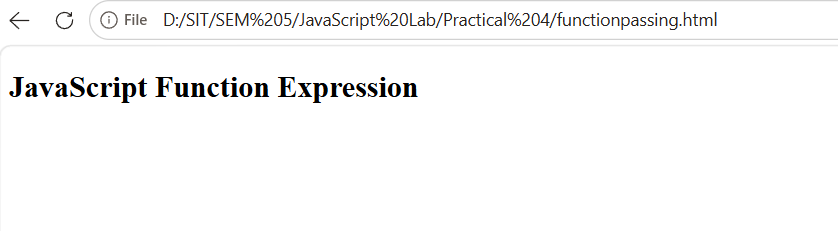 File D:/SIT/SEM%205/JavaScript%20Lab/Practical%204/functionpassing.html
JavaScript Function Expression